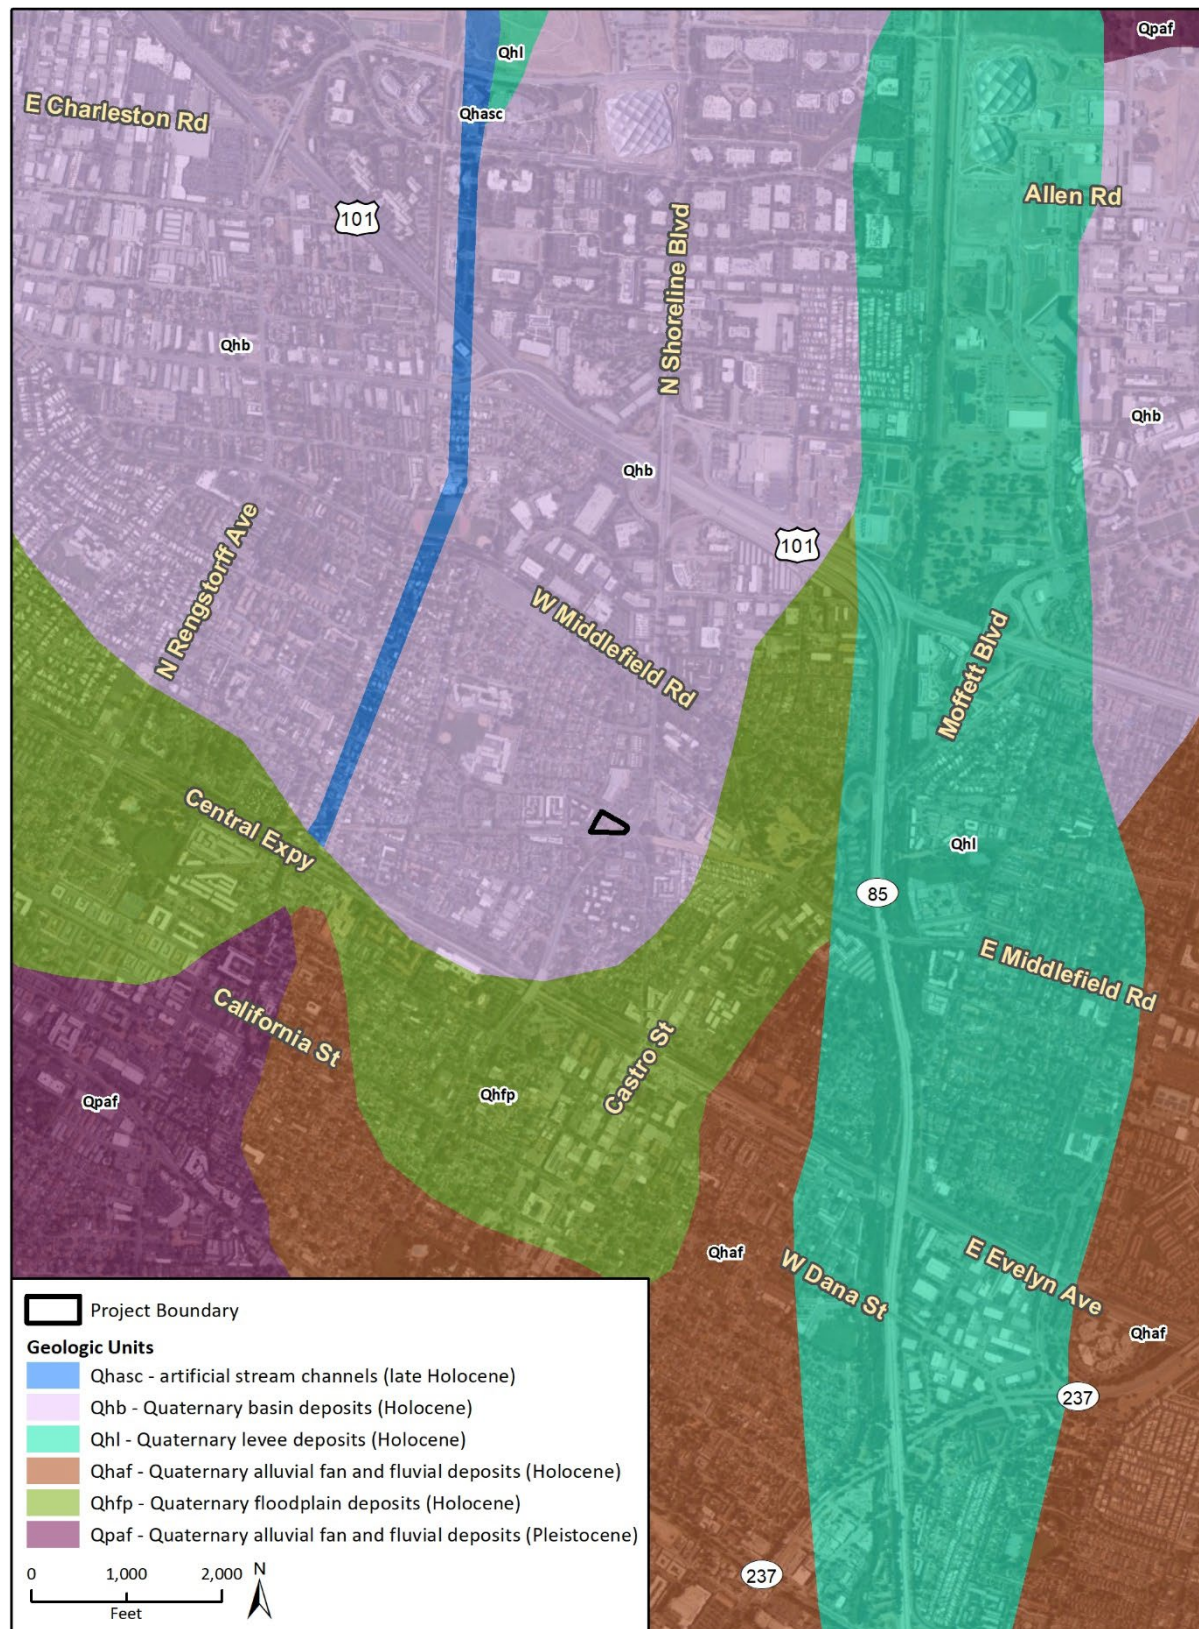 Qpaf
Qhl
E Charleston Rd
Qhasc
Allen Rd
101
N Shoreline Blvd
Qhb
Qhb
Qhb
N Rengstorff Ave
101
W Middlefield Rd
Moffett Blvd
Central Expy
Qhl
85
E Middlefield Rd
California St
Castro St
Qhfp
Qpaf
Qhaf
W Dana St
E Evelyn Ave
Qhaf
237
237
Project Boundary
Geologic Units
Qhasc - artificial stream channels (late Holocene)
Qhb - Quaternary basin deposits (Holocene)
Qhl - Quaternary levee deposits (Holocene)
Qhaf - Quaternary alluvial fan and fluvial deposits (Holocene)
Qhfp - Quaternary floodplain deposits (Holocene)
Qpaf - Quaternary alluvial fan and fluvial deposits (Pleistocene)
0 1,000 2,000
Feet
N